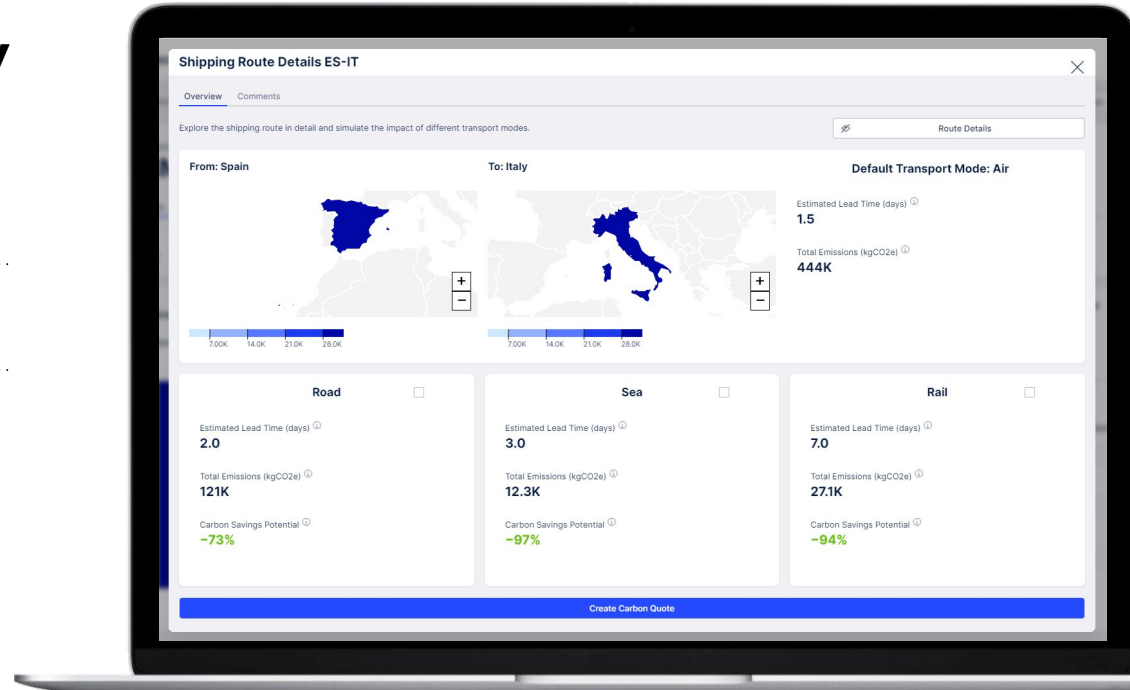 Shipping Route Details ES-IT
Overview Comments
Explore the shipping route in detail and simulate the impact of different transport modes.
Route Details
From: Spain
To: Italy
Default Transport Mode: Air
Estimated Lead Time (days)
1.5
Total Emissions (kgCO2e)
444K
+
−
+
−
7.00K 14.0K 21.0K 28.0K
7.00K 14.0K 21.0K 28.0K
Road
Estimated Lead Time (days)
2.0
Total Emissions (kgCO2e)
121K
Carbon Savings Potential
−73%
Sea
Estimated Lead Time (days)
3.0
Total Emissions (kgCO2e)
12.3K
Carbon Savings Potential
−97%
Rail
Estimated Lead Time (days)
7.0
Total Emissions (kgCO2e)
27.1K
Carbon Savings Potential
−94%
Create Carbon Quote